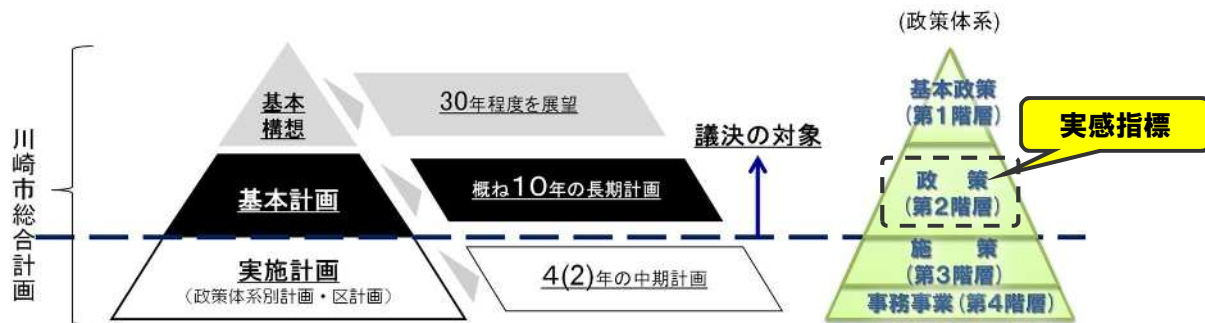 川崎市総合計画
基本
構想
30年程度を展望
基本計画
概ね10年の長期計画
実施計画
(政策体系別計画・区計画)
4(2)年の中期計画
議決の対象
(政策体系)
基本政策
(第1階層)
実感指標
政　策
(第2階層)
施　策
(第3階層)
事務事業(第4階層)